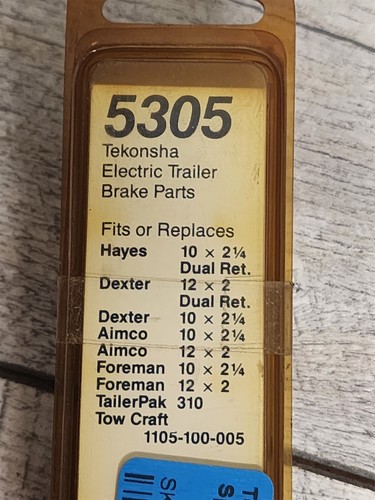 5305
Tekonsha
Electric Trailer
Brake Parts
Fits or Replaces
Hayes 10 × 2¼
Dual Ret.
Dexter 12 × 2
Dual Ret.
Dexter 10 × 2¼
Aimco 10 × 2¼
Aimco 12 × 2
Foreman 10 × 2¼
Foreman 12 × 2
TailerPak 310
Tow Craft
1105-100-005